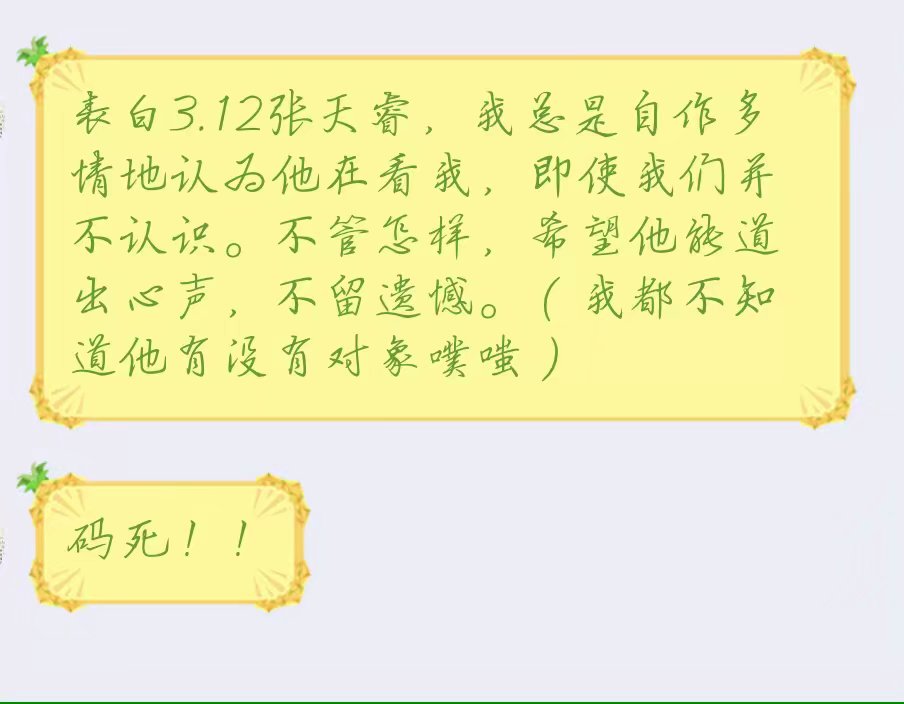 表白3.12张天睿，我总是自作多
情地认为他在看我，即使我们并
不认识。不管怎样，希望他能道
出心声，不留遗憾。（我都不知
道他有没有对象噗嗤）
码死！！